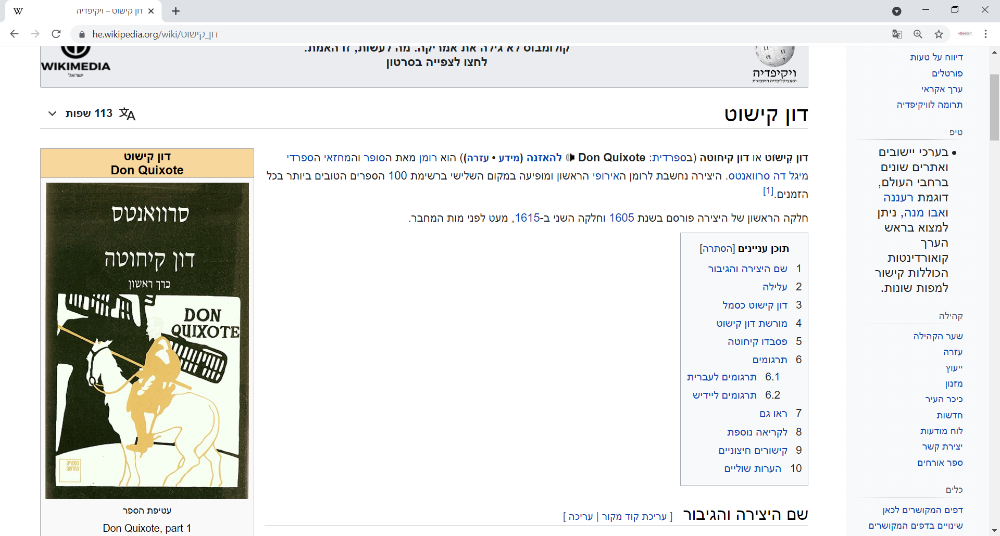 דון קישוט – ויקיפדיה
he.wikipedia.org/wiki/דון_קישוט
קולומבוס לא גילה את אמריקה. מה לעשות, זו האמת.
לחצו לצפייה בסרטון
WIKIMEDIA
ישראל
ויקיפדיה
האנציקלופדיה החופשית
דון קישוט
113 שפות
דון קִישׁוֹט או דון קיחוטה (בספרדית: Don Quixote להאזנה (מידע • עזרה)) הוא רומן מאת הסופר והמחזאי הספרדי
מיגל דה סרוואנטס. היצירה נחשבת לרומן האירופי הראשון ומופיעה במקום השלישי ברשימת 100 הספרים הטובים ביותר בכל
הזמנים.[1]
חלקה הראשון של היצירה פורסם בשנת 1605 וחלקה השני ב-1615, מעט לפני מות המחבר.
תוכן עניינים [הסתרה]
1 שם היצירה והגיבור
2 עלילה
3 דון קישוט כסמל
4 מורשת דון קישוט
5 פסבדו קיחוטה
6 תרגומים
6.1 תרגומים לעברית
6.2 תרגומים ליידיש
7 ראו גם
8 לקריאה נוספת
9 קישורים חיצוניים
10 הערות שוליים
שם היצירה והגיבור [ עריכת קוד מקור | עריכה ]
דון קישוט
Don Quixote
סרוואנטס
דון קיחוטה
כרך ראשון
DON
QUIXOTE
הספריה
החדשה
עטיפת הספר
Don Quixote, part 1
דיווח על טעות
פורטלים
ערך אקראי
תרומה לוויקיפדיה
טיפ
• בערכי יישובים
ואתרים שונים
ברחבי העולם,
דוגמת רעננה
ואבו מנה, ניתן
למצוא בראש
הערך
קואורדינטות
הכוללות קישור
למפות שונות.
קהילה
שער הקהילה
עזרה
ייעוץ
מזנון
כיכר העיר
חדשות
לוח מודעות
יצירת קשר
ספר אורחים
כלים
דפים המקושרים לכאן
שינויים בדפים המקושרים